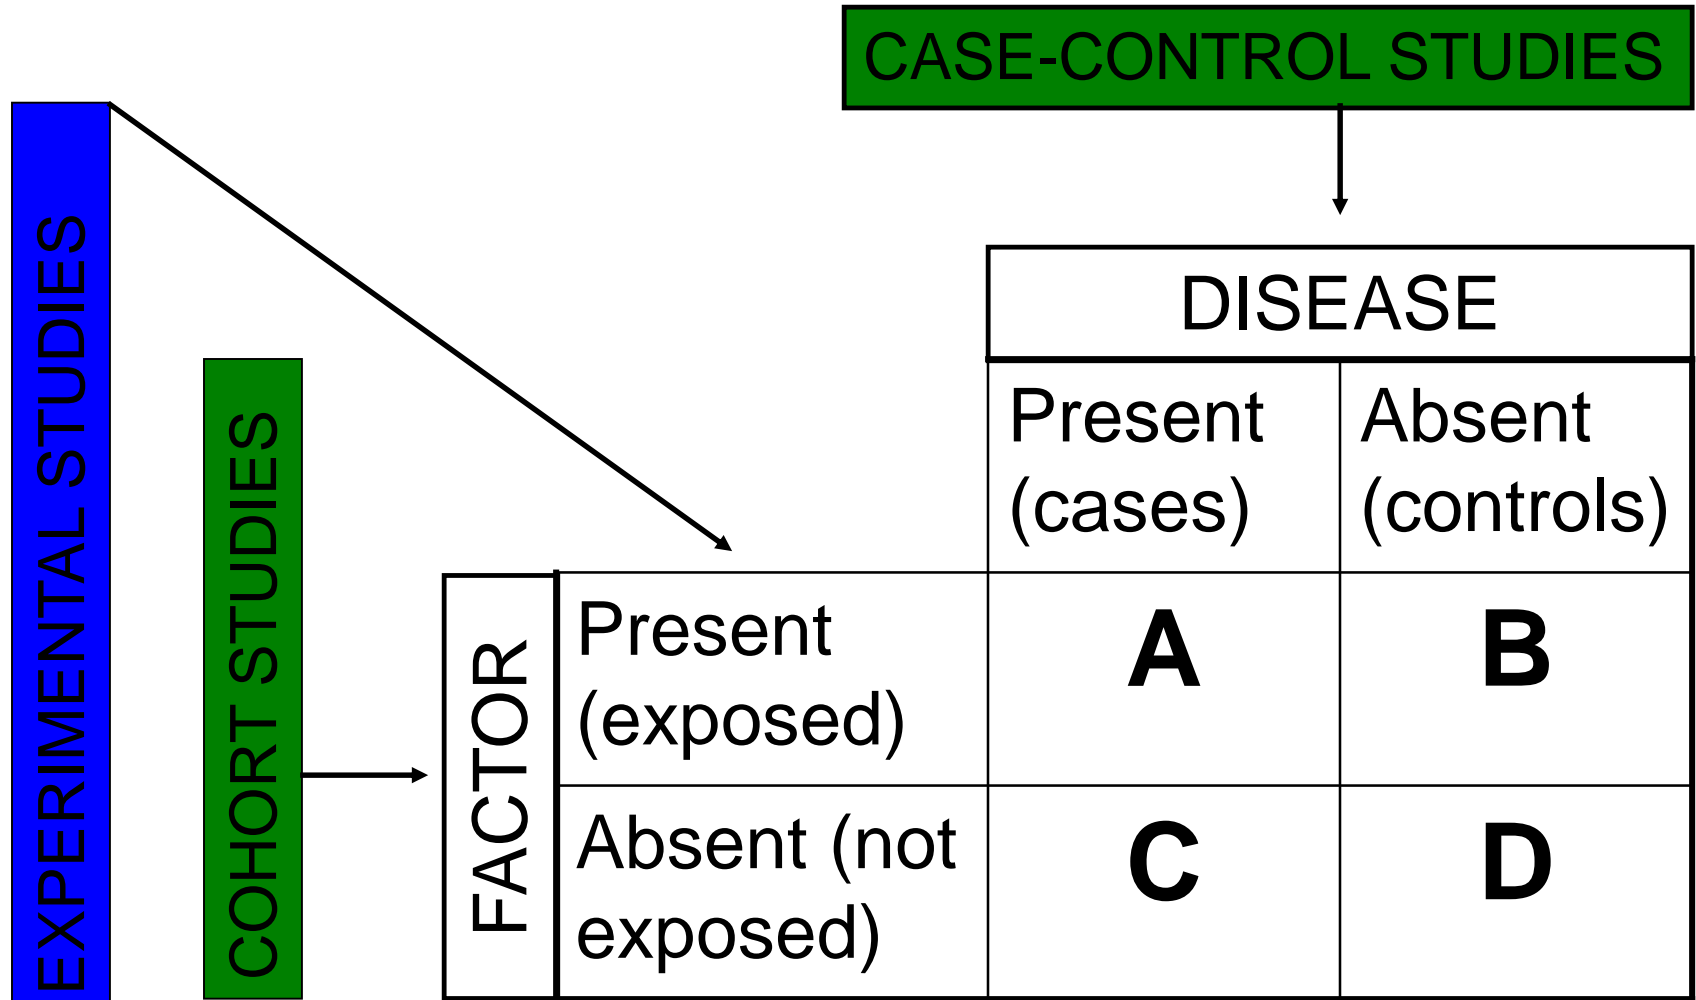 CASE-CONTROL STUDIES
EXPERIMENTAL STUDIES
COHORT STUDIES
DISEASE
Present
(cases)
Absent
(controls)
FACTOR
Present
(exposed)
A
B
Absent (not
exposed)
C
D